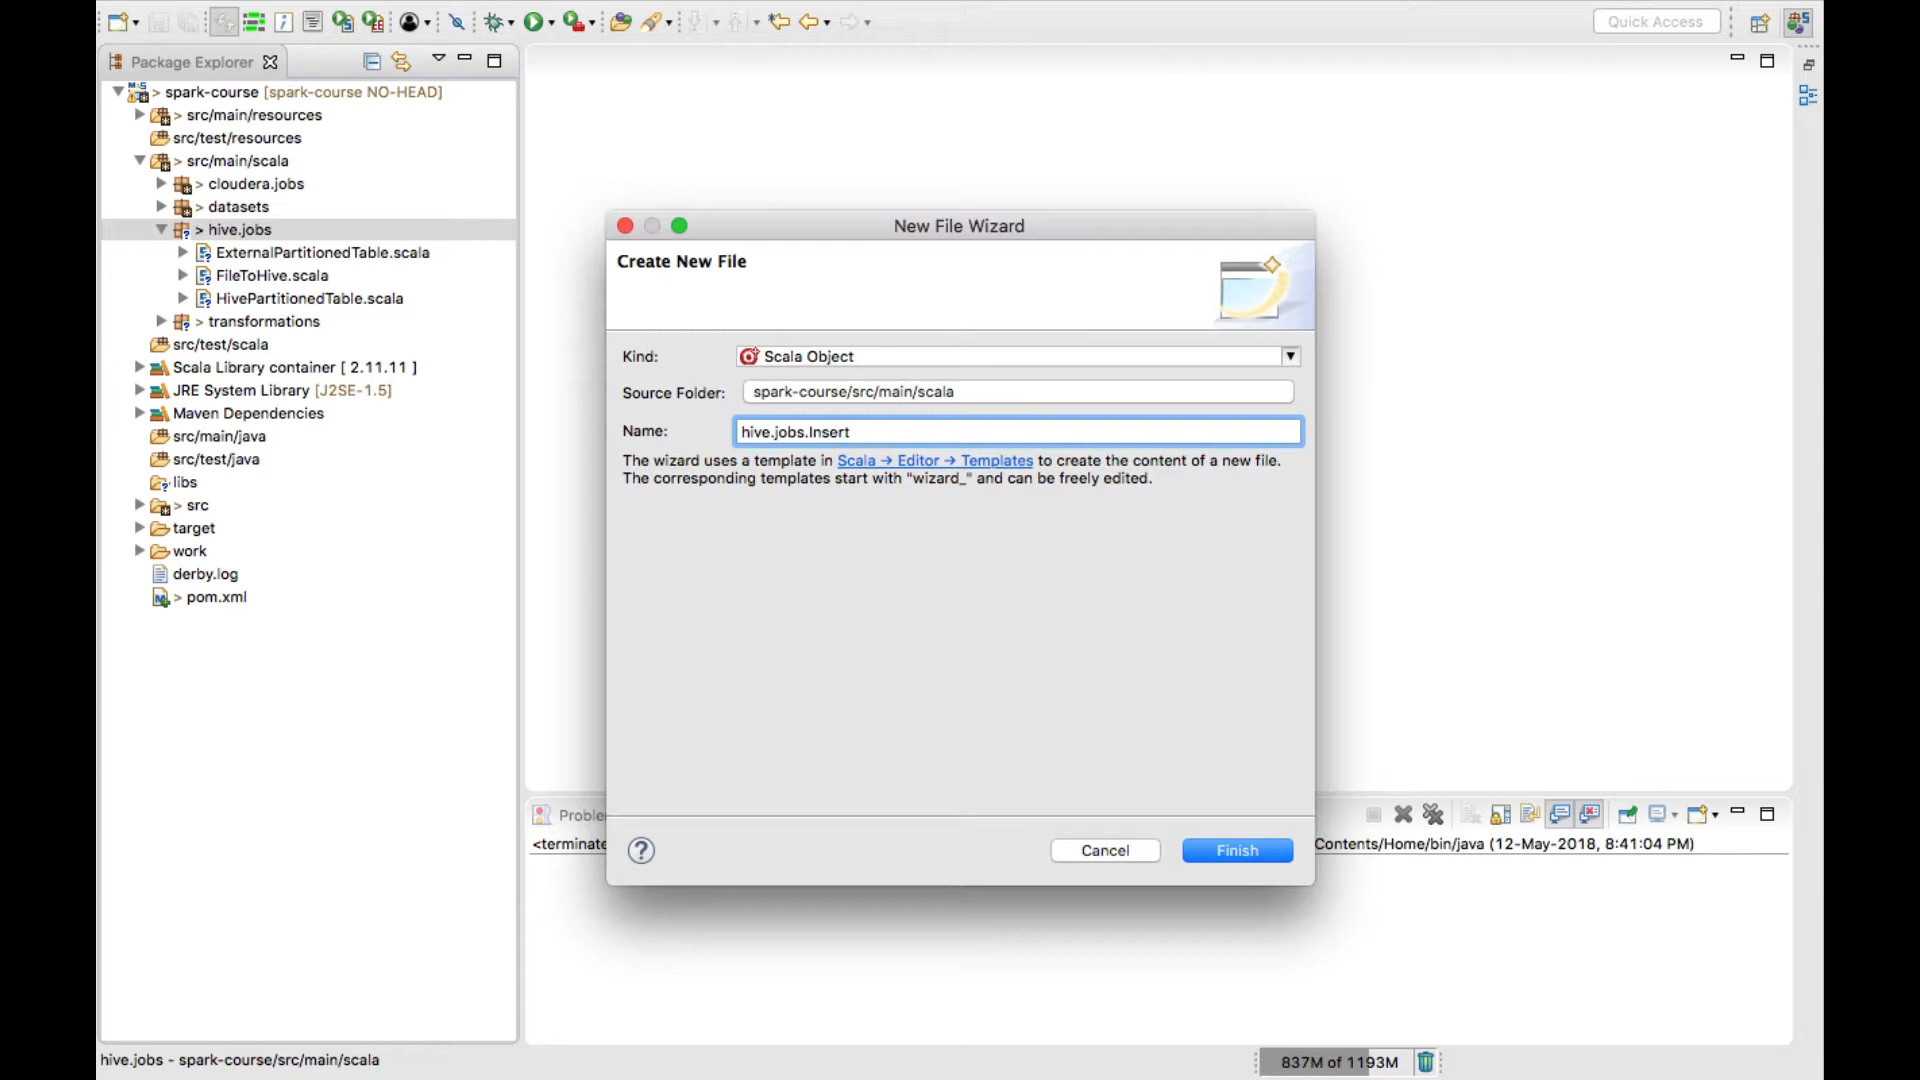 Quick Access
Package Explorer
> spark-course [spark-course NO-HEAD]
> src/main/resources
src/test/resources
> src/main/scala
> cloudera.jobs
> datasets
> hive.jobs
ExternalPartitionedTable.scala
FileToHive.scala
HivePartitionedTable.scala
> transformations
src/test/scala
Scala Library container [ 2.11.11 ]
JRE System Library [J2SE-1.5]
Maven Dependencies
src/main/java
src/test/java
libs
> src
target
work
derby.log
> pom.xml
New File Wizard
Create New File
Kind:
Scala Object
Source Folder:
spark-course/src/main/scala
Name:
hive.jobs.Insert
The wizard uses a template in Scala → Editor → Templates to create the content of a new file.
The corresponding templates start with "wizard_" and can be freely edited.
Cancel
Finish
Proble
<terminate
Contents/Home/bin/java (12-May-2018, 8:41:04 PM)
hive.jobs - spark-course/src/main/scala
837M of 1193M